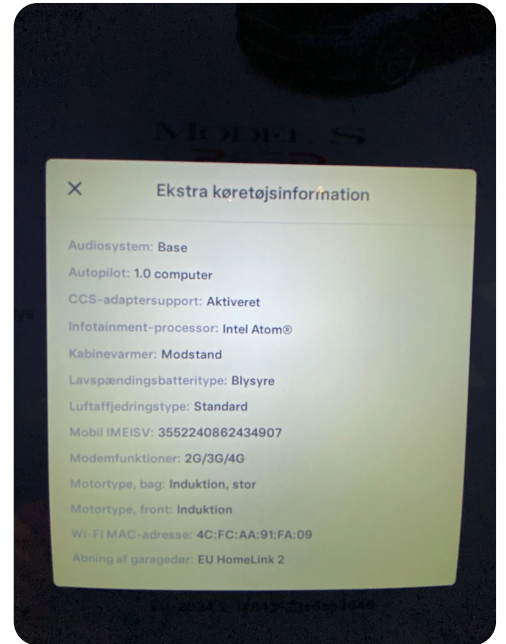 MODEL S
Ekstra køretøjsinformation
Audiosystem: Base
Autopilot: 1.0 computer
CCS-adaptersupport: Aktiveret
Infotainment-processor: Intel Atom®
Kabinevarmer: Modstand
Lavspændingsbatteritype: Blysyre
Luftaffjedringstype: Standard
Mobil IMEISV: 3552240862434907
Modemfunktioner: 2G/3G/4G
Motortype, bag: Induktion, stor
Motortype, front: Induktion
Wi-Fi MAC-adresse: 4C:FC:AA:91:FA:09
Åbning af garagedør: EU HomeLink 2